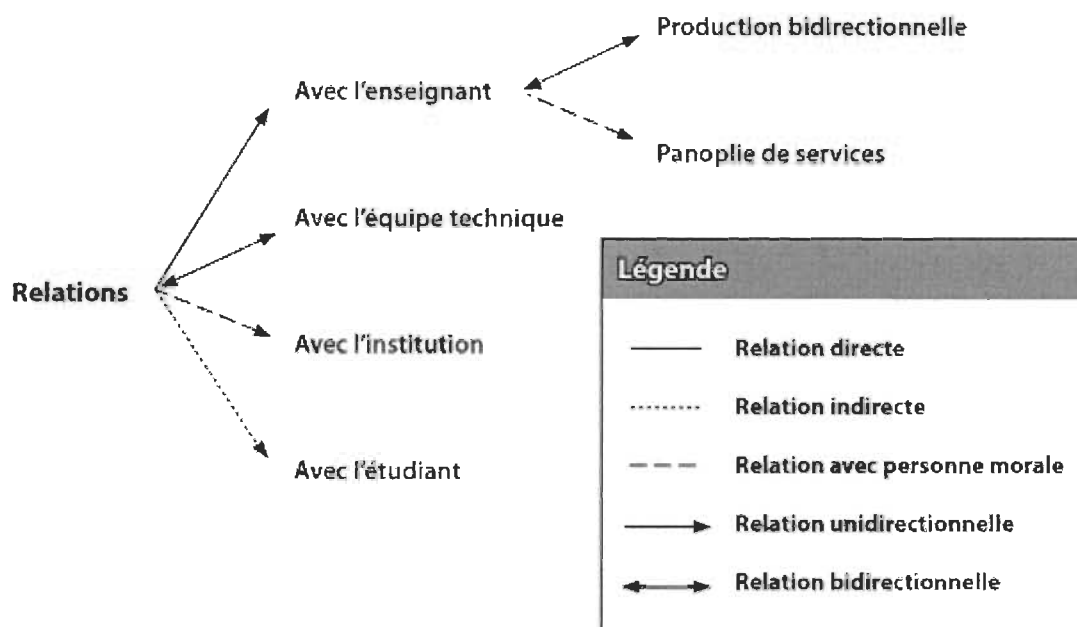 Production bidirectionnelle
Avec l'enseignant
Panoplie de services
Avec l'équipe technique
Relations
Avec l'institution
Avec l'étudiant
Légende
Relation directe
Relation indirecte
Relation avec personne morale
Relation unidirectionnelle
Relation bidirectionnelle